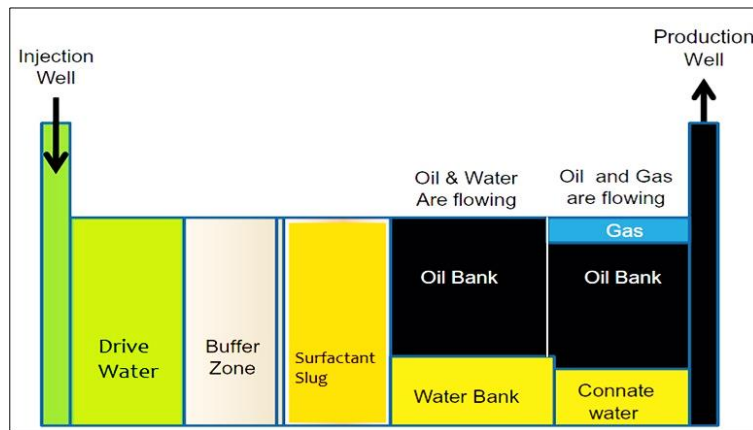 Injection
Well
Production
Well
Oil & Water
Are flowing
Oil and Gas
are flowing
Gas
Oil Bank
Oil Bank
Drive
Water
Buffer
Zone
Surfactant
Slug
Water Bank
Connate
water